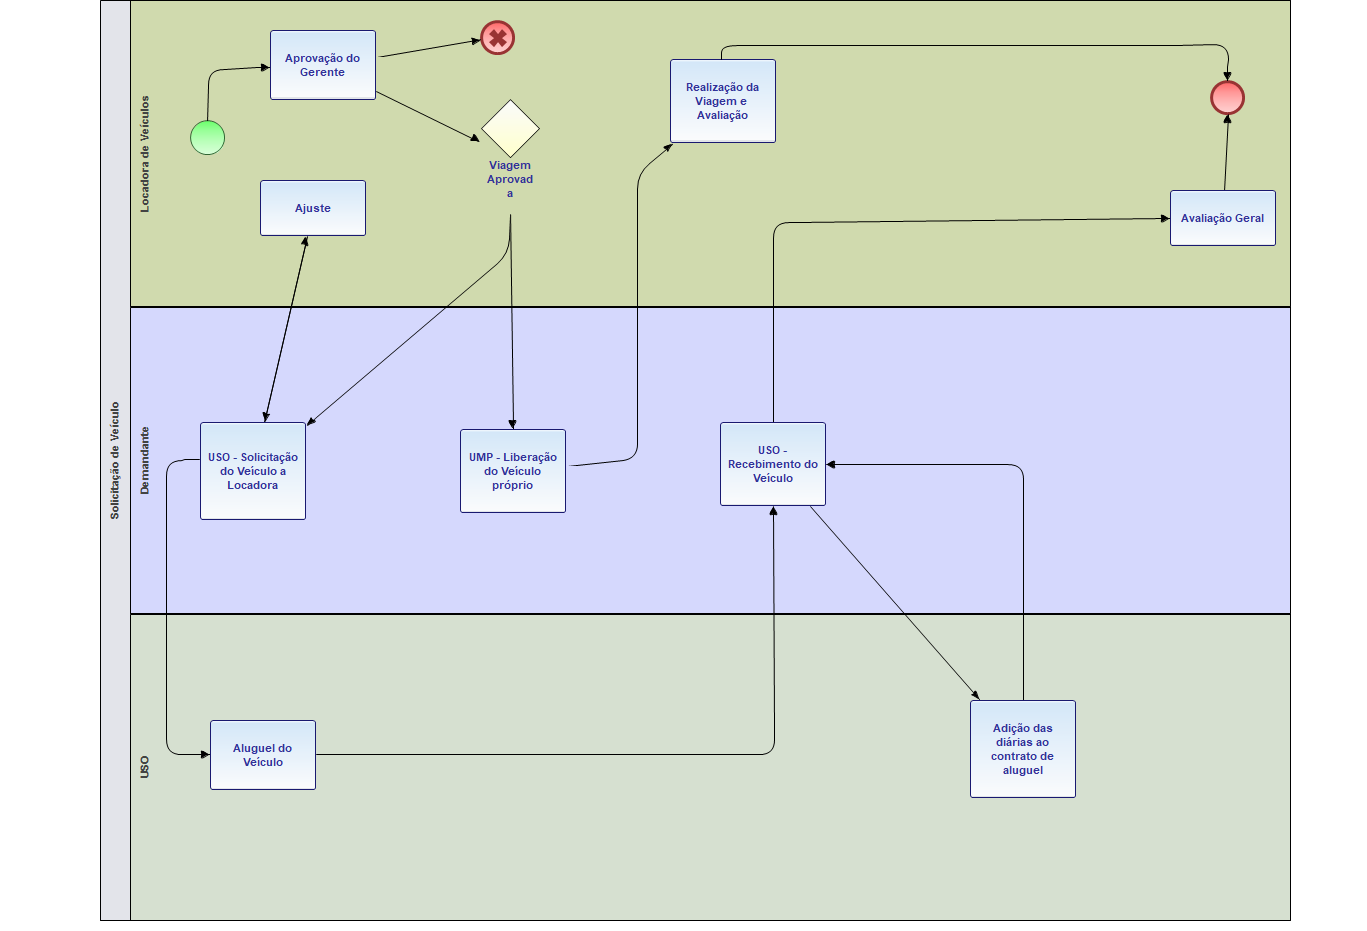 Solicitação de Veículo
Locadora de Veículos
Aprovação do
Gerente
Viagem
Aprovad
a
Ajuste
Realização da
Viagem e
Avaliação
Avaliação Geral
Demandante
USO - Solicitação
do Veiculo a
Locadora
UMP - Liberação
do Veículo
próprio
USO -
Recebimento do
Veículo
USO
Aluguel do
Veículo
Adição das
diárias ao
contrato de
aluguel